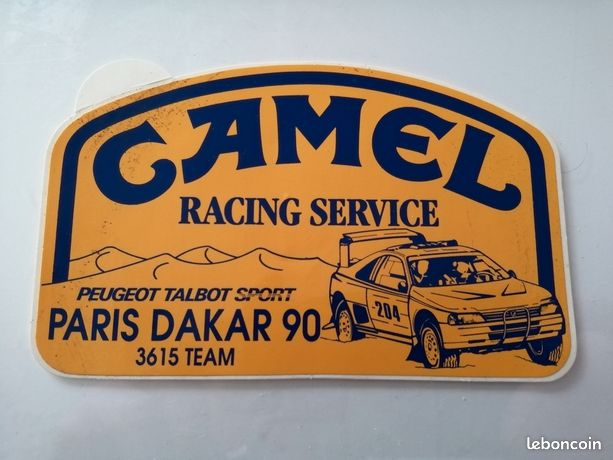 CAMEL
RACING SERVICE
PEUGEOT TALBOT SPORT
PARIS DAKAR 90
3615 TEAM
204
leboncoin